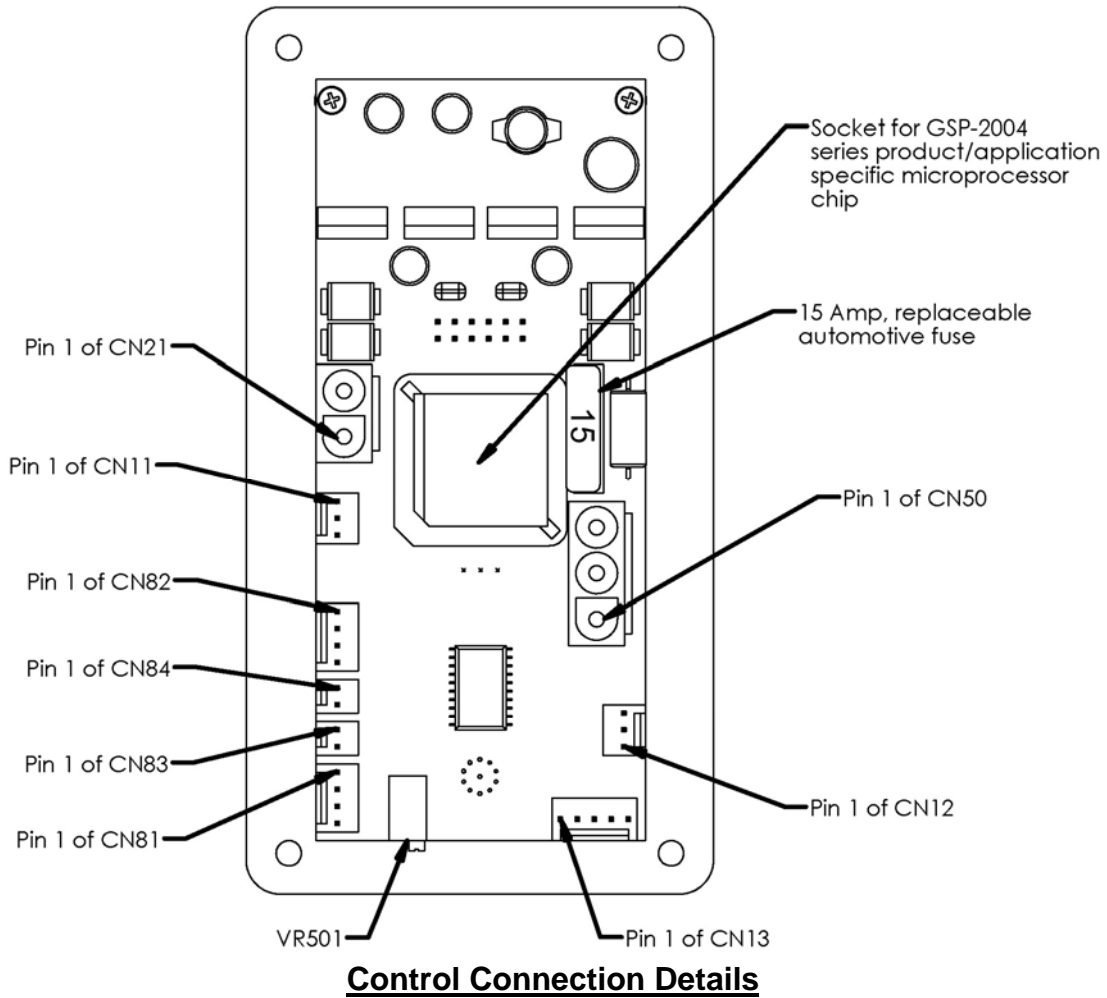 Socket for GSP-2004
series product/application
specific microprocessor
chip
15 Amp, replaceable
automotive fuse
Pin 1 of CN21
15
Pin 1 of CN11
Pin 1 of CN50
Pin 1 of CN82
Pin 1 of CN84
Pin 1 of CN83
Pin 1 of CN12
Pin 1 of CN81
VR501
Pin 1 of CN13
Control Connection Details